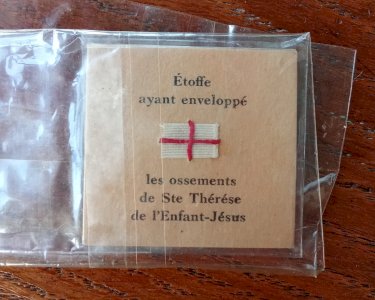 Étoffe
ayant enveloppé
les ossements
de Ste Thérèse
de l'Enfant-Jésus